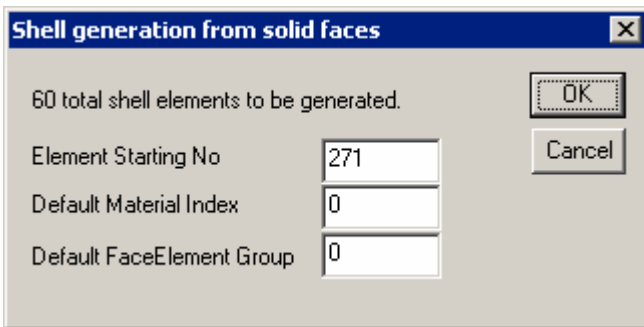 Shell generation from solid faces
60 total shell elements to be generated.
OK
Element Starting No 271
Cancel
Default Material Index 0
Default FaceElement Group 0